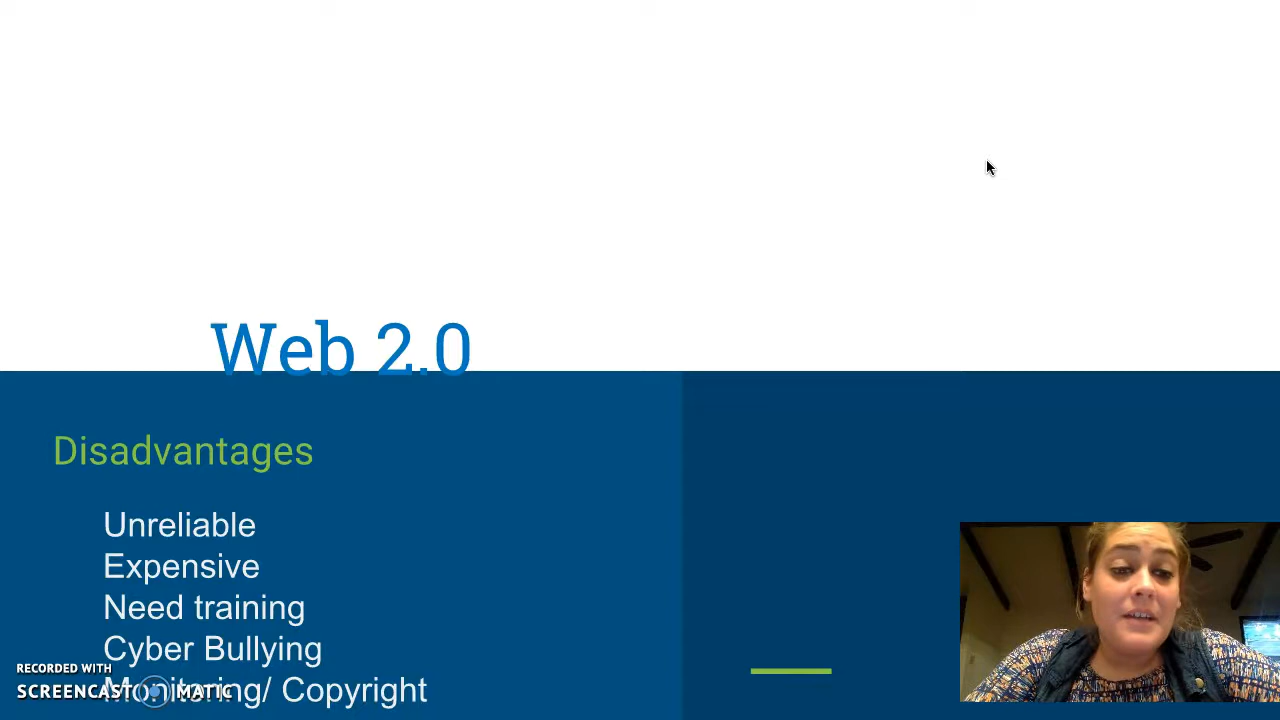 Web 2.0
Disadvantages
Unreliable
Expensive
Need training
Cyber Bullying
Monitoring/ Copyright
RECORDED WITH
SCREENCAST MATIC